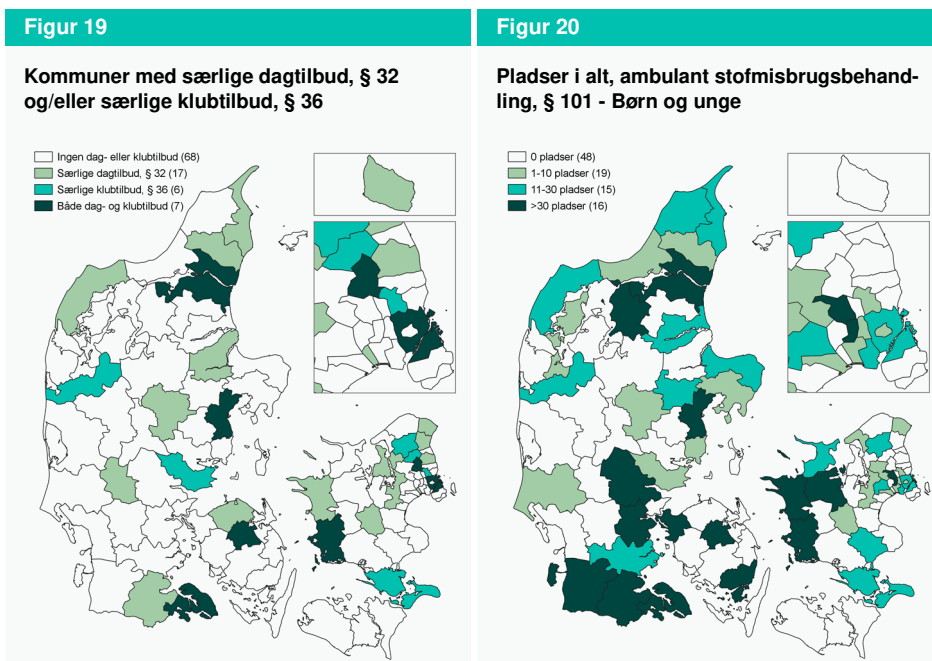 Figur 19
Kommuner med særlige dagtilbud, § 32
og/eller særlige klubtilbud, § 36
Ingen dag- eller klubtilbud (68)
Særlige dagtilbud, § 32 (17)
Særlige klubtilbud, § 36 (6)
Både dag- og klubtilbud (7)
Figur 20
Pladser i alt, ambulant stofmisbrugsbehand-
ling, § 101 - Børn og unge
0 pladser (48)
1-10 pladser (19)
11-30 pladser (15)
>30 pladser (16)